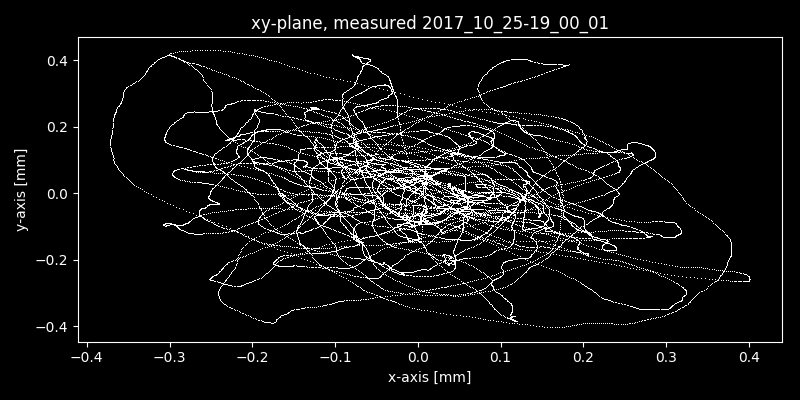 xy-plane, measured 2017_10_25-19_00_01
0.4
0.2
0.0
−0.2
−0.4
y-axis [mm]
−0.4 −0.3 −0.2 −0.1 0.0 0.1 0.2 0.3 0.4
x-axis [mm]